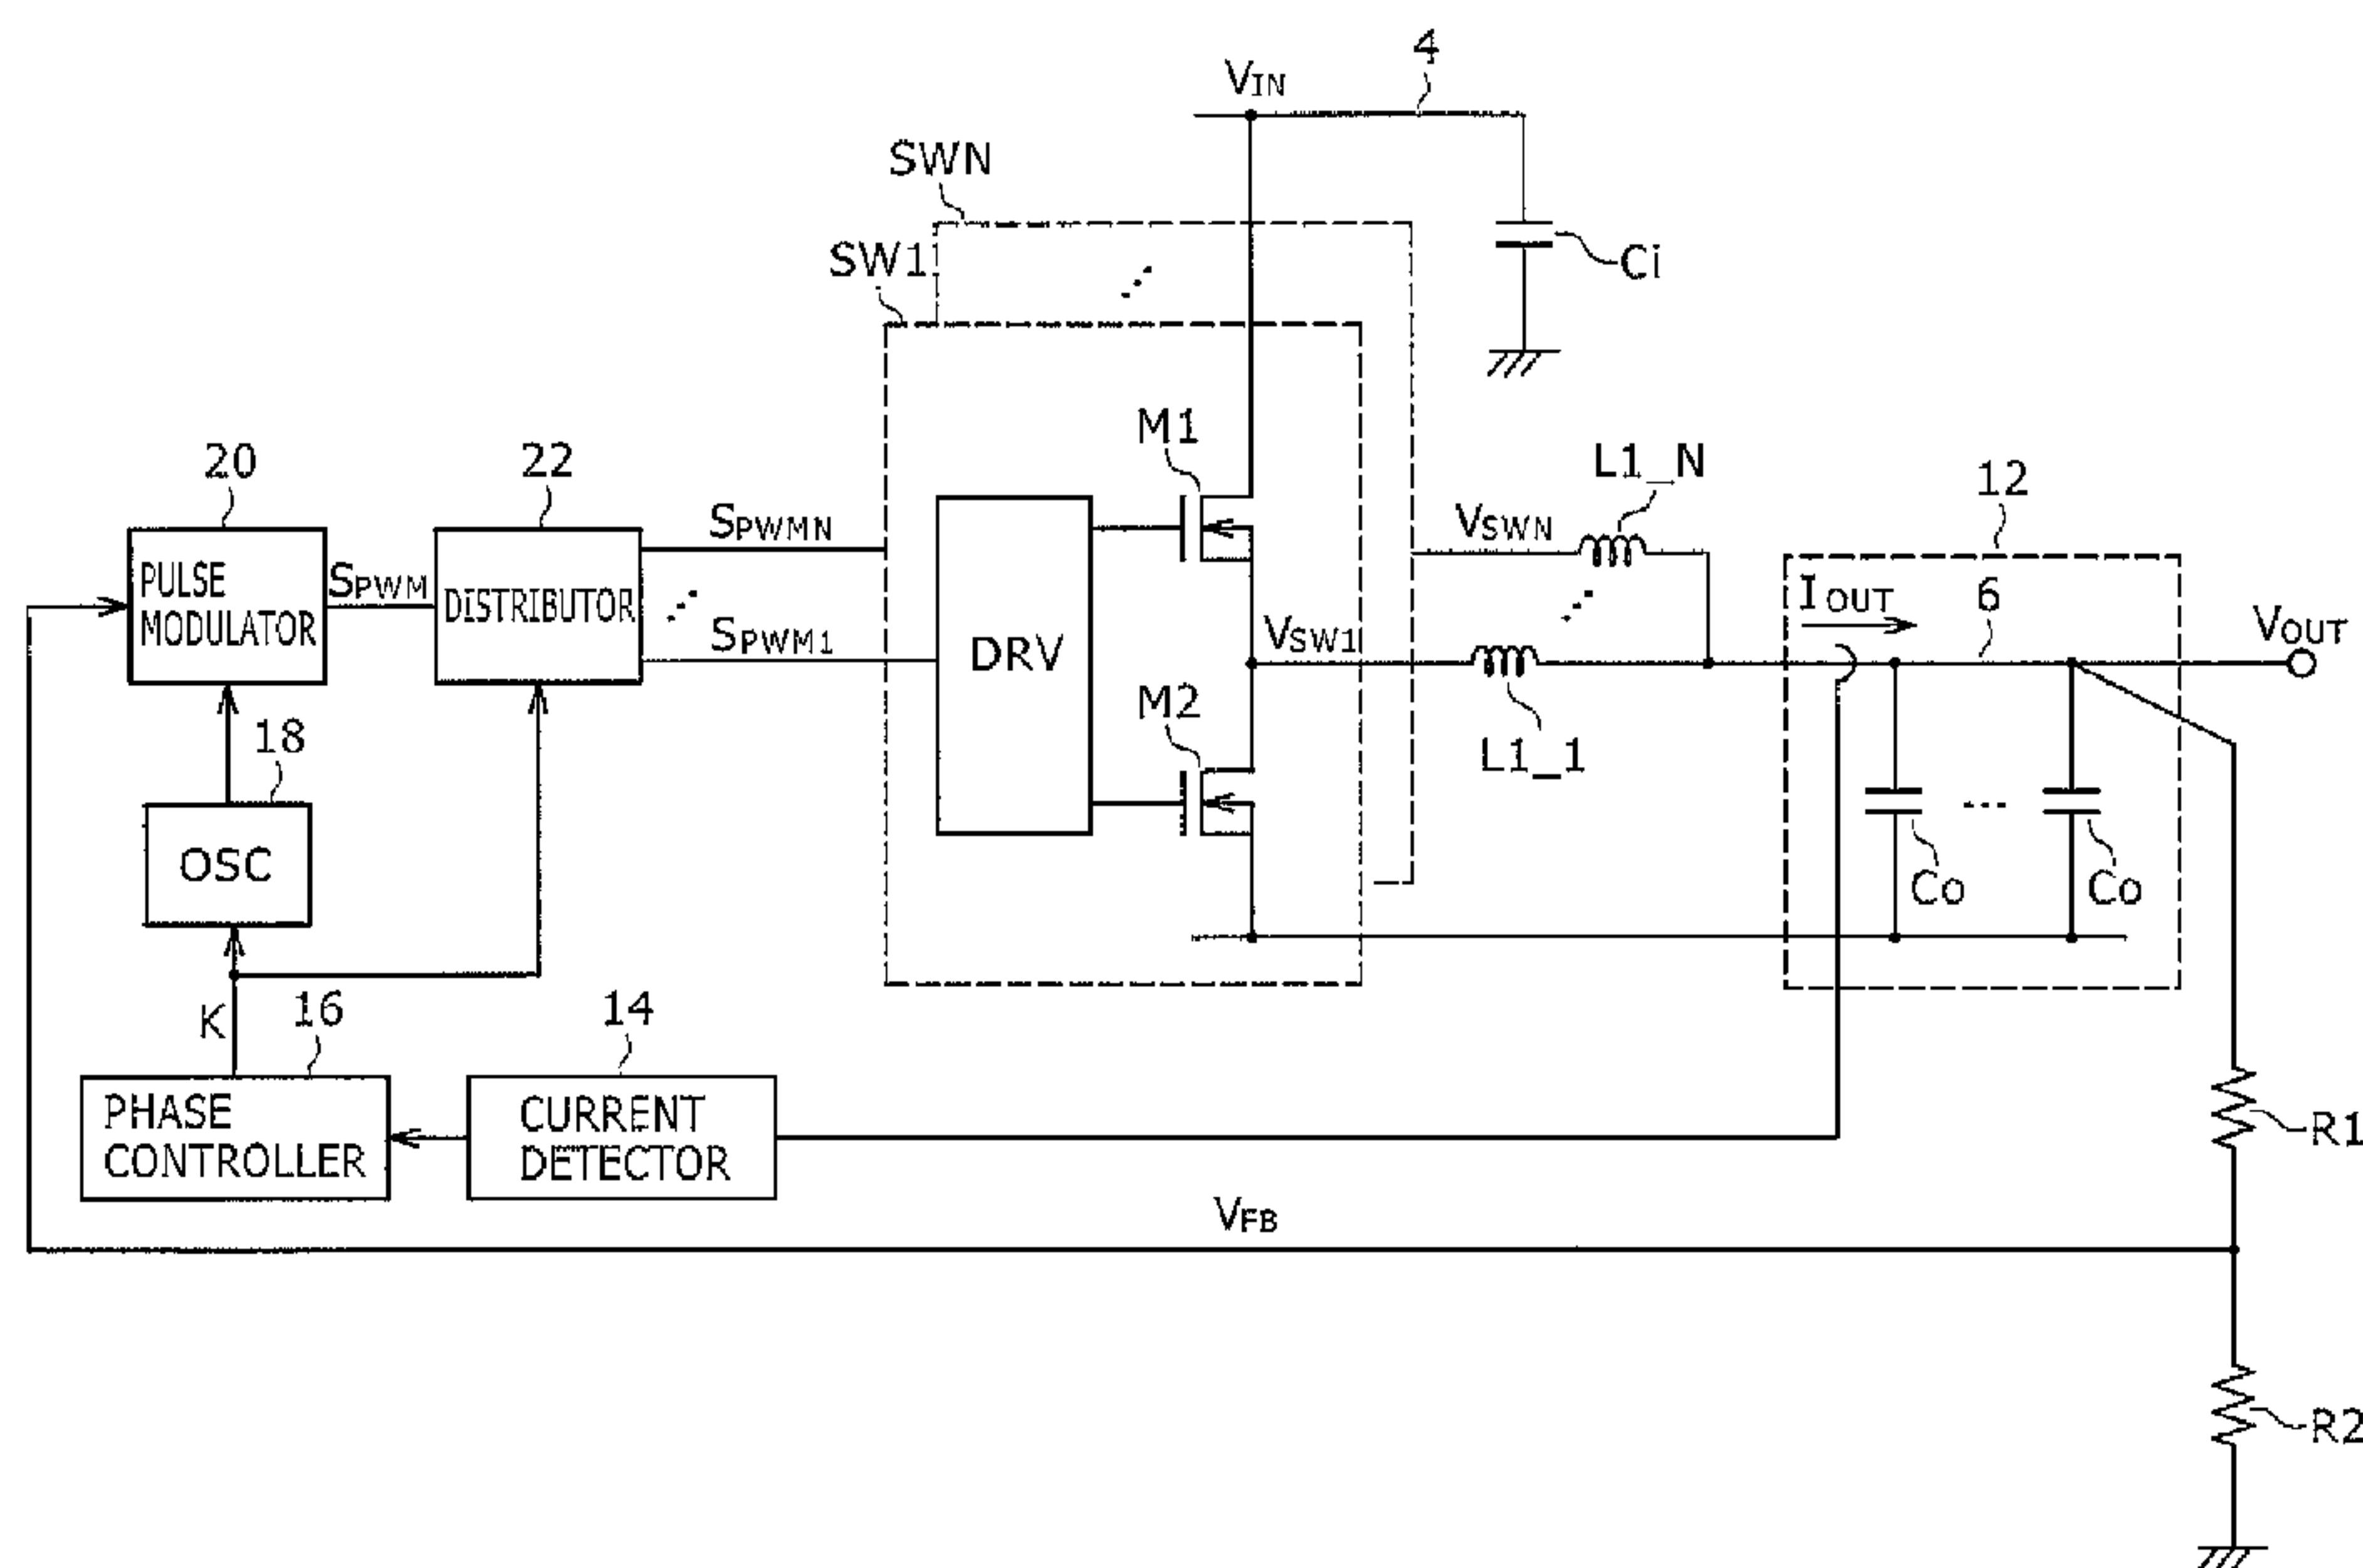 4
VIN
SWN
SW1
Ci
M1
20
22
L1_N
12
SPWMN
VSWN
PULSE
MODULATOR
SPWM
DISTRIBUTOR
IOUT
6
VOUT
SPWM1
DRV
VSW1
M2
18
L1_1
OSC
Co
...
Co
K
16
14
PHASE
CONTROLLER
CURRENT
DETECTOR
R1
VFB
R2